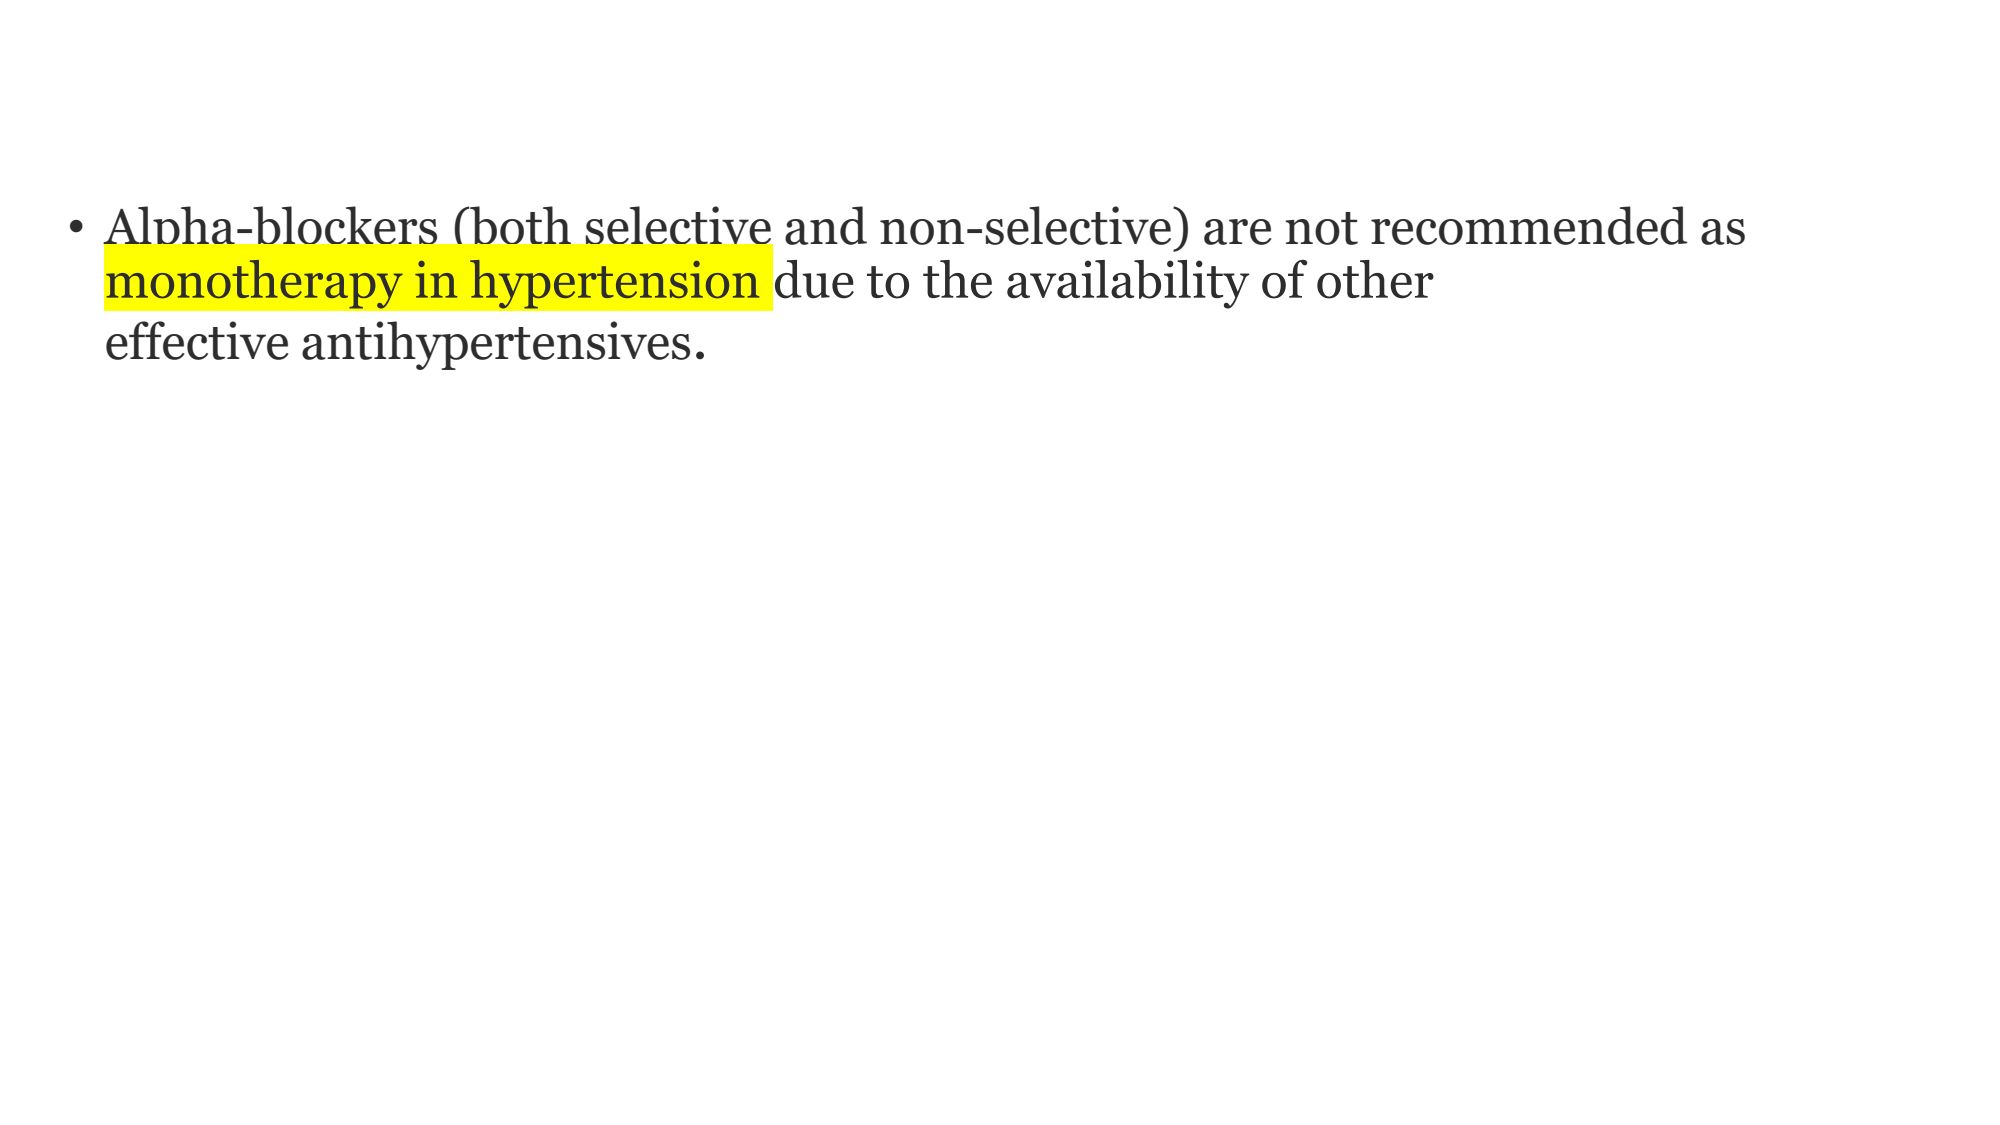 • Alpha-blockers (both selective and non-selective) are not recommended as
monotherapy in hypertension due to the availability of other
effective antihypertensives.